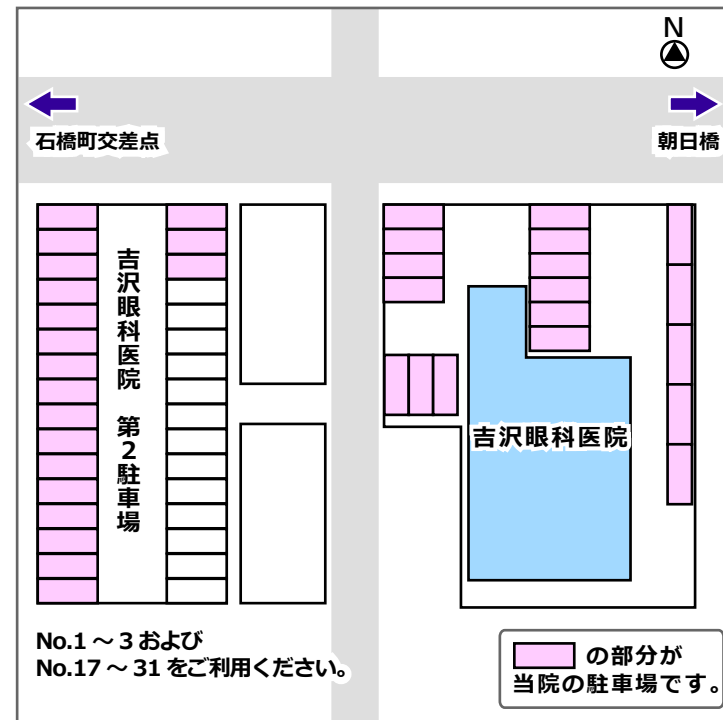 N
石橋町交差点
朝日橋
吉沢眼科医院 第2駐車場
吉沢眼科医院
No.1 ~ 3 および
No.17 ~ 31 をご利用ください。
の部分が
当院の駐車場です。